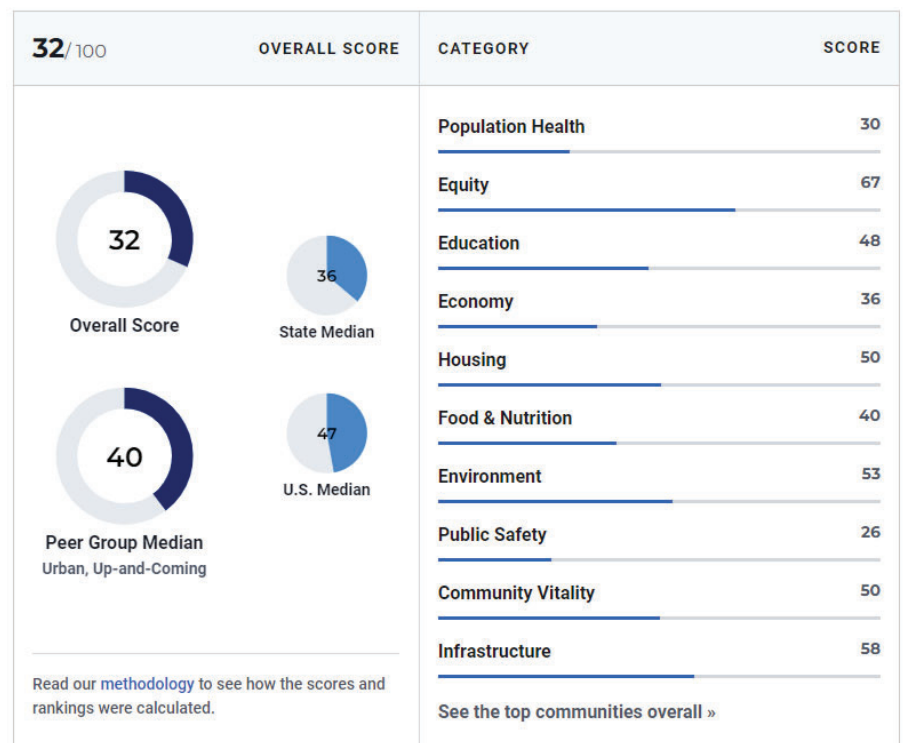 32/ 100
OVERALL SCORE
32
Overall Score
36
State Median
40
Peer Group Median
Urban, Up-and-Coming
47
U.S. Median
Read our methodology to see how the scores and
rankings were calculated.
CATEGORY SCORE
Population Health 30
Equity 67
Education 48
Economy 36
Housing 50
Food & Nutrition 40
Environment 53
Public Safety 26
Community Vitality 50
Infrastructure 58
See the top communities overall »